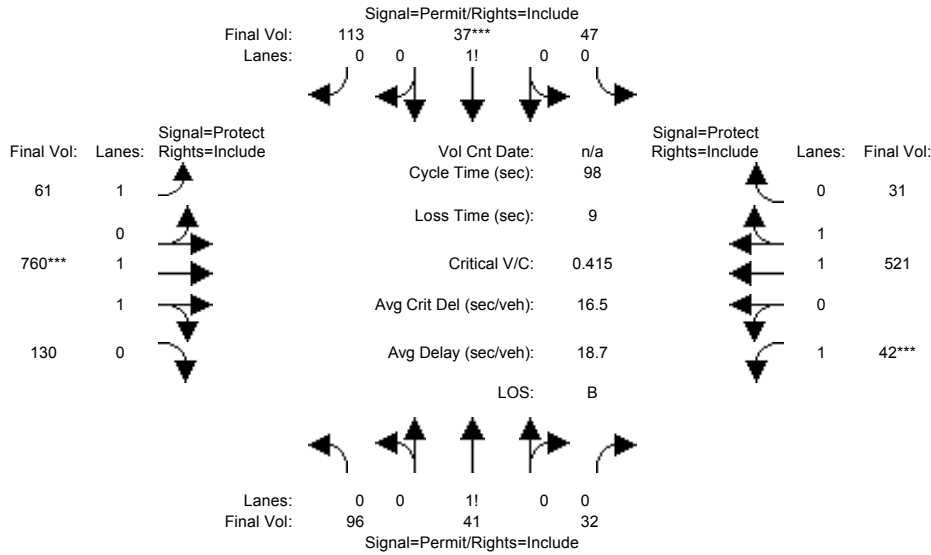 Signal=Permit/Rights=Include
Final Vol: 113 37*** 47
Lanes: 0 0 1! 0 0
Signal=Protect Signal=Protect
Final Vol: Lanes: Rights=Include Vol Cnt Date: n/a Rights=Include Lanes: Final Vol:
Cycle Time (sec): 98
61 1 0 31
Loss Time (sec): 9
0 1
760*** 1 Critical V/C: 0.415 1 521
1 Avg Crit Del (sec/veh): 16.5 0
130 0 Avg Delay (sec/veh): 18.7 1 42***
LOS: B
Lanes: 0 0 1! 0 0
Final Vol: 96 41 32
Signal=Permit/Rights=Include